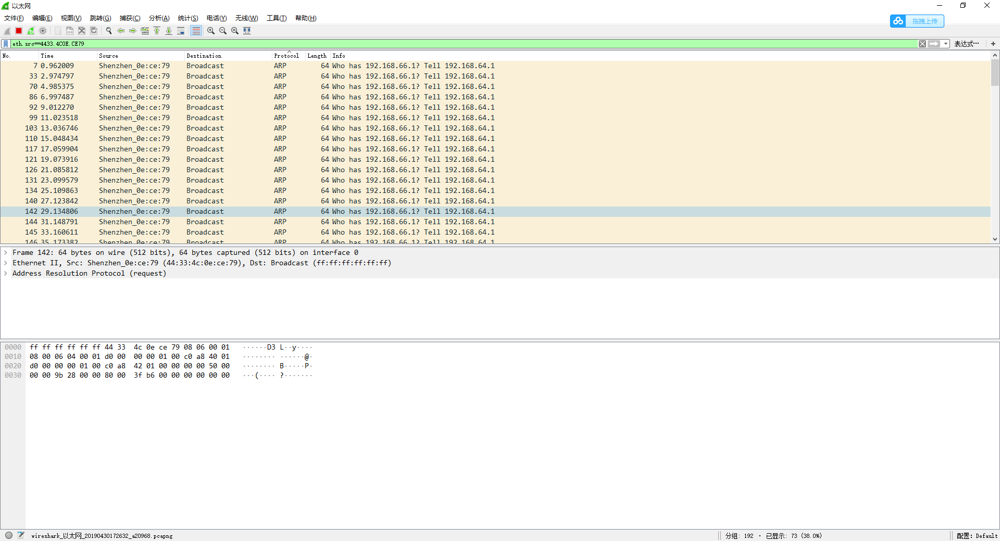 以太网
文件(F) 编辑(E) 视图(V) 跳转(G) 捕获(C) 分析(A) 统计(S) 电话(Y) 无线(W) 工具(T) 帮助(H)
拖拽上传
eth.src==4433.4C0E.CE79 表达式… +
No. Time Source Destination Protocol Length Info
7 0.962009 Shenzhen_0e:ce:79 Broadcast ARP 64 Who has 192.168.66.1? Tell 192.168.64.1
33 2.974797 Shenzhen_0e:ce:79 Broadcast ARP 64 Who has 192.168.66.1? Tell 192.168.64.1
70 4.985375 Shenzhen_0e:ce:79 Broadcast ARP 64 Who has 192.168.66.1? Tell 192.168.64.1
86 6.997487 Shenzhen_0e:ce:79 Broadcast ARP 64 Who has 192.168.66.1? Tell 192.168.64.1
92 9.012270 Shenzhen_0e:ce:79 Broadcast ARP 64 Who has 192.168.66.1? Tell 192.168.64.1
99 11.023518 Shenzhen_0e:ce:79 Broadcast ARP 64 Who has 192.168.66.1? Tell 192.168.64.1
103 13.036746 Shenzhen_0e:ce:79 Broadcast ARP 64 Who has 192.168.66.1? Tell 192.168.64.1
110 15.048434 Shenzhen_0e:ce:79 Broadcast ARP 64 Who has 192.168.66.1? Tell 192.168.64.1
117 17.059904 Shenzhen_0e:ce:79 Broadcast ARP 64 Who has 192.168.66.1? Tell 192.168.64.1
121 19.073916 Shenzhen_0e:ce:79 Broadcast ARP 64 Who has 192.168.66.1? Tell 192.168.64.1
126 21.085812 Shenzhen_0e:ce:79 Broadcast ARP 64 Who has 192.168.66.1? Tell 192.168.64.1
131 23.099579 Shenzhen_0e:ce:79 Broadcast ARP 64 Who has 192.168.66.1? Tell 192.168.64.1
134 25.109863 Shenzhen_0e:ce:79 Broadcast ARP 64 Who has 192.168.66.1? Tell 192.168.64.1
140 27.123842 Shenzhen_0e:ce:79 Broadcast ARP 64 Who has 192.168.66.1? Tell 192.168.64.1
142 29.134806 Shenzhen_0e:ce:79 Broadcast ARP 64 Who has 192.168.66.1? Tell 192.168.64.1
144 31.148791 Shenzhen_0e:ce:79 Broadcast ARP 64 Who has 192.168.66.1? Tell 192.168.64.1
145 33.160611 Shenzhen_0e:ce:79 Broadcast ARP 64 Who has 192.168.66.1? Tell 192.168.64.1
146 35.173382 Shenzhen_0e:ce:79 Broadcast ARP 64 Who has 192.168.66.1? Tell 192.168.64.1
Frame 142: 64 bytes on wire (512 bits), 64 bytes captured (512 bits) on interface 0
Ethernet II, Src: Shenzhen_0e:ce:79 (44:33:4c:0e:ce:79), Dst: Broadcast (ff:ff:ff:ff:ff:ff)
Address Resolution Protocol (request)
0000 ff ff ff ff ff ff 44 33 4c 0e ce 79 08 06 00 01 ······D3 L··y····
0010 08 00 06 04 00 01 d0 00 00 00 01 00 c0 a8 40 01 ········ ······@·
0020 d0 00 00 00 01 00 c0 a8 42 01 00 00 00 00 50 00 ········ B·····P·
0030 00 00 9b 28 00 00 80 00 3f b6 00 00 00 00 00 00 ···(···· ?·······
wireshark_以太网_20190430172632_a20968.pcapng 分组: 192 · 已显示: 73 (38.0%) 配置: Default